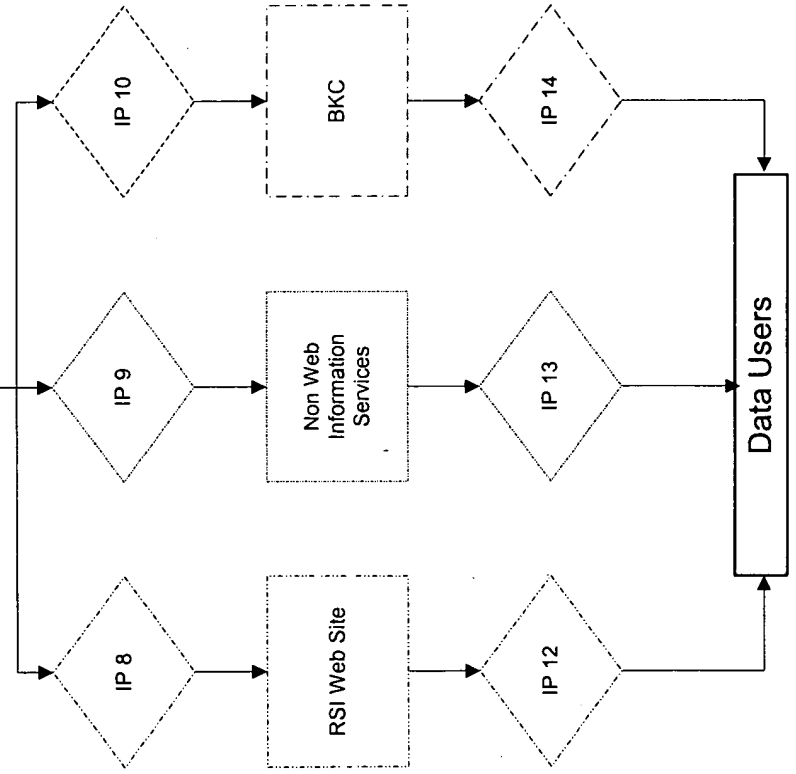 IP 10
BKC
IP 14
IP 9
Non Web
Information
Services
IP 13
IP 8
RSI Web Site
IP 12
Data Users